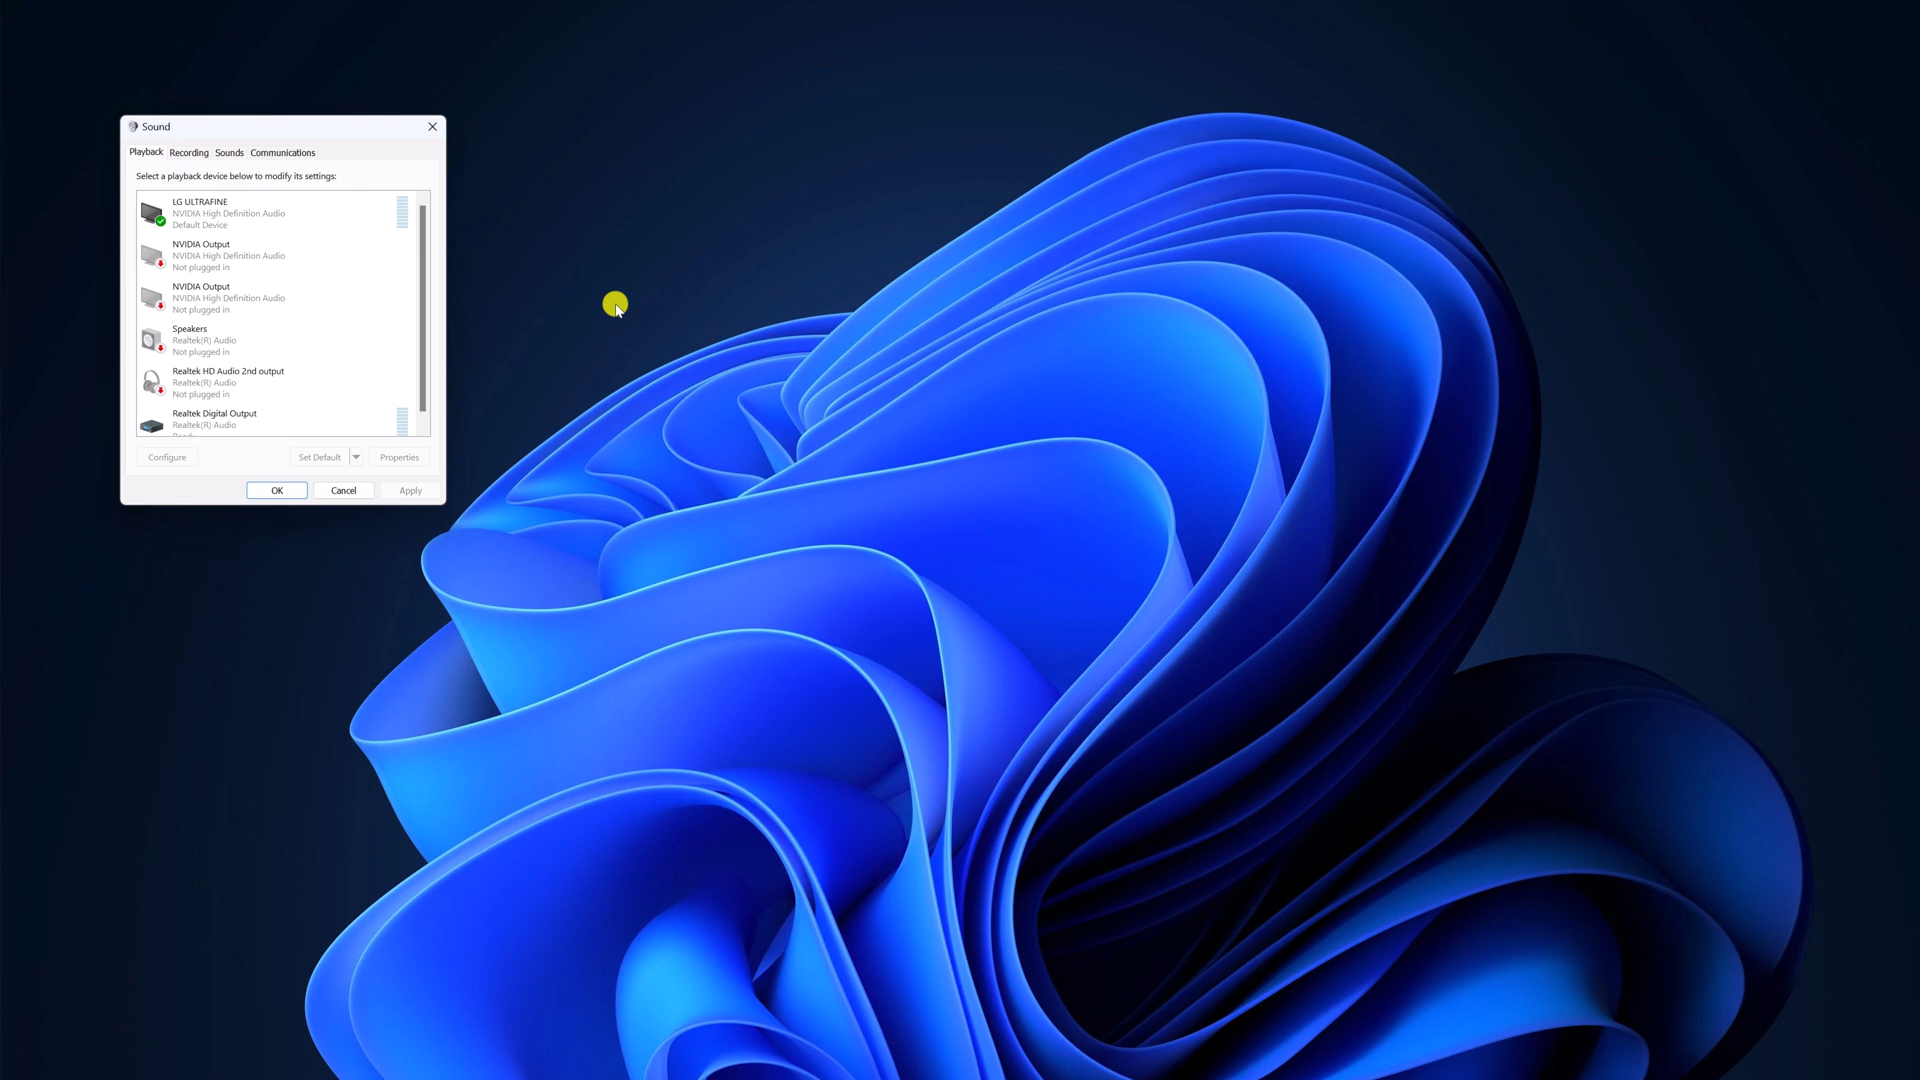 Sound
Playback Recording Sounds Communications
Select a playback device below to modify its settings:
LG ULTRAFINE
NVIDIA High Definition Audio
Default Device
NVIDIA Output
NVIDIA High Definition Audio
Not plugged in
NVIDIA Output
NVIDIA High Definition Audio
Not plugged in
Speakers
Realtek(R) Audio
Not plugged in
Realtek HD Audio 2nd output
Realtek(R) Audio
Not plugged in
Realtek Digital Output
Realtek(R) Audio
Configure Set Default Properties
OK Cancel Apply